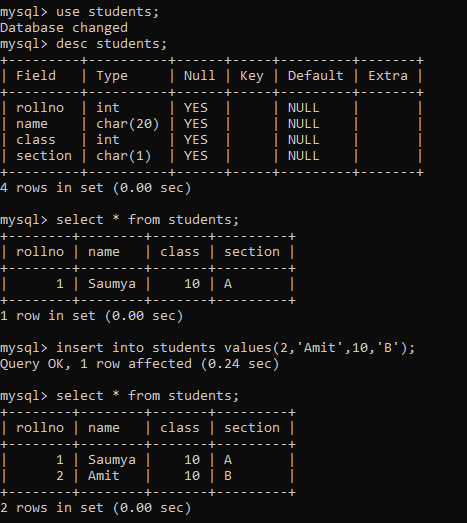 mysql> use students;
Database changed
mysql> desc students;
+---------+----------+------+-----+---------+-------+
| Field   | Type     | Null | Key | Default | Extra |
+---------+----------+------+-----+---------+-------+
| rollno  | int      | YES  |     | NULL    |       |
| name    | char(20) | YES  |     | NULL    |       |
| class   | int      | YES  |     | NULL    |       |
| section | char(1)  | YES  |     | NULL    |       |
+---------+----------+------+-----+---------+-------+
4 rows in set (0.00 sec)

mysql> select * from students;
+--------+--------+-------+---------+
| rollno | name   | class | section |
+--------+--------+-------+---------+
|      1 | Saumya |    10 | A       |
+--------+--------+-------+---------+
1 row in set (0.00 sec)

mysql> insert into students values(2,'Amit',10,'B');
Query OK, 1 row affected (0.24 sec)

mysql> select * from students;
+--------+--------+-------+---------+
| rollno | name   | class | section |
+--------+--------+-------+---------+
|      1 | Saumya |    10 | A       |
|      2 | Amit   |    10 | B       |
+--------+--------+-------+---------+
2 rows in set (0.00 sec)